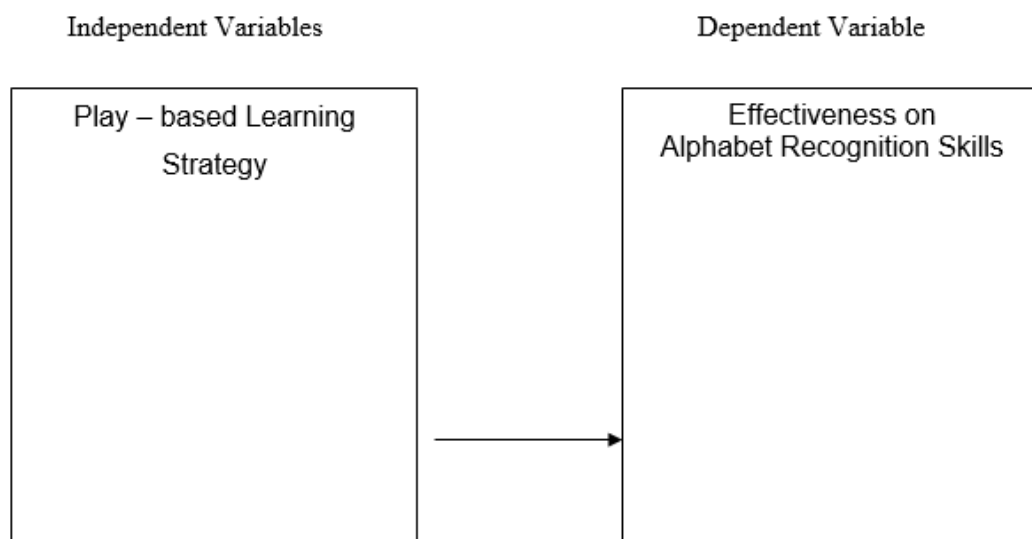 Independent Variables
Dependent Variable
Play – based Learning
Strategy
Effectiveness on
Alphabet Recognition Skills